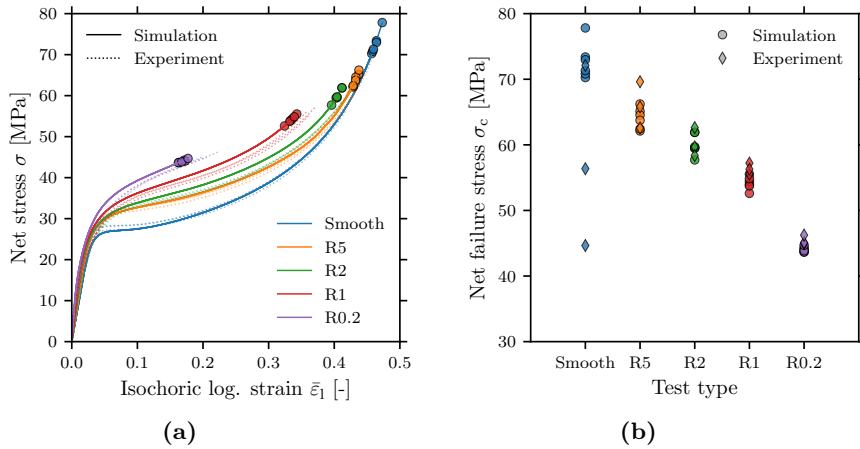 80
70
60
50
40
30
20
10
0
Net stress σ [MPa]
Simulation
Experiment
Smooth
R5
R2
R1
R0.2
0.0 0.1 0.2 0.3 0.4 0.5
Isochoric log. strain ε̄ₗ [-]
(a)
80
70
60
50
40
30
Net failure stress σ_c [MPa]
Simulation
Experiment
Smooth R5 R2 R1 R0.2
Test type
(b)